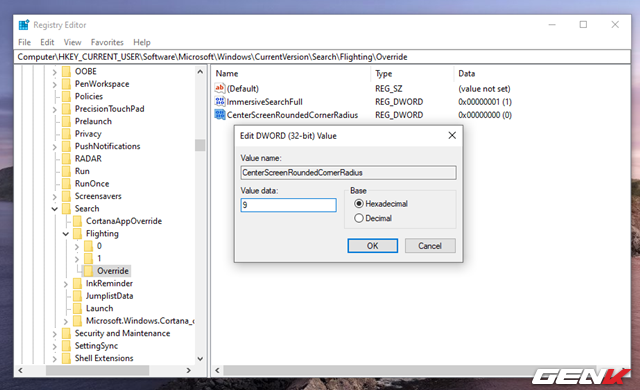 Registry Editor
File Edit View Favorites Help
Computer\HKEY_CURRENT_USER\Software\Microsoft\Windows\CurrentVersion\Search\Flighting\Override
OOBE
PenWorkspace
Policies
PrecisionTouchPad
Prelaunch
Privacy
PushNotifications
RADAR
Run
RunOnce
Screensavers
Search
CortanaAppOverride
Flighting
0
1
Override
InkReminder
JumplistData
Launch
Microsoft.Windows.Cortana_c
Security and Maintenance
SettingSync
Shell Extensions
Name Type Data
(Default) REG_SZ (value not set)
ImmersiveSearchFull REG_DWORD 0x00000001 (1)
CenterScreenRoundedCornerRadius REG_DWORD 0x00000000 (0)
Edit DWORD (32-bit) Value
Value name:
CenterScreenRoundedCornerRadius
Value data:
9
Base
Hexadecimal
Decimal
OK Cancel
GENK